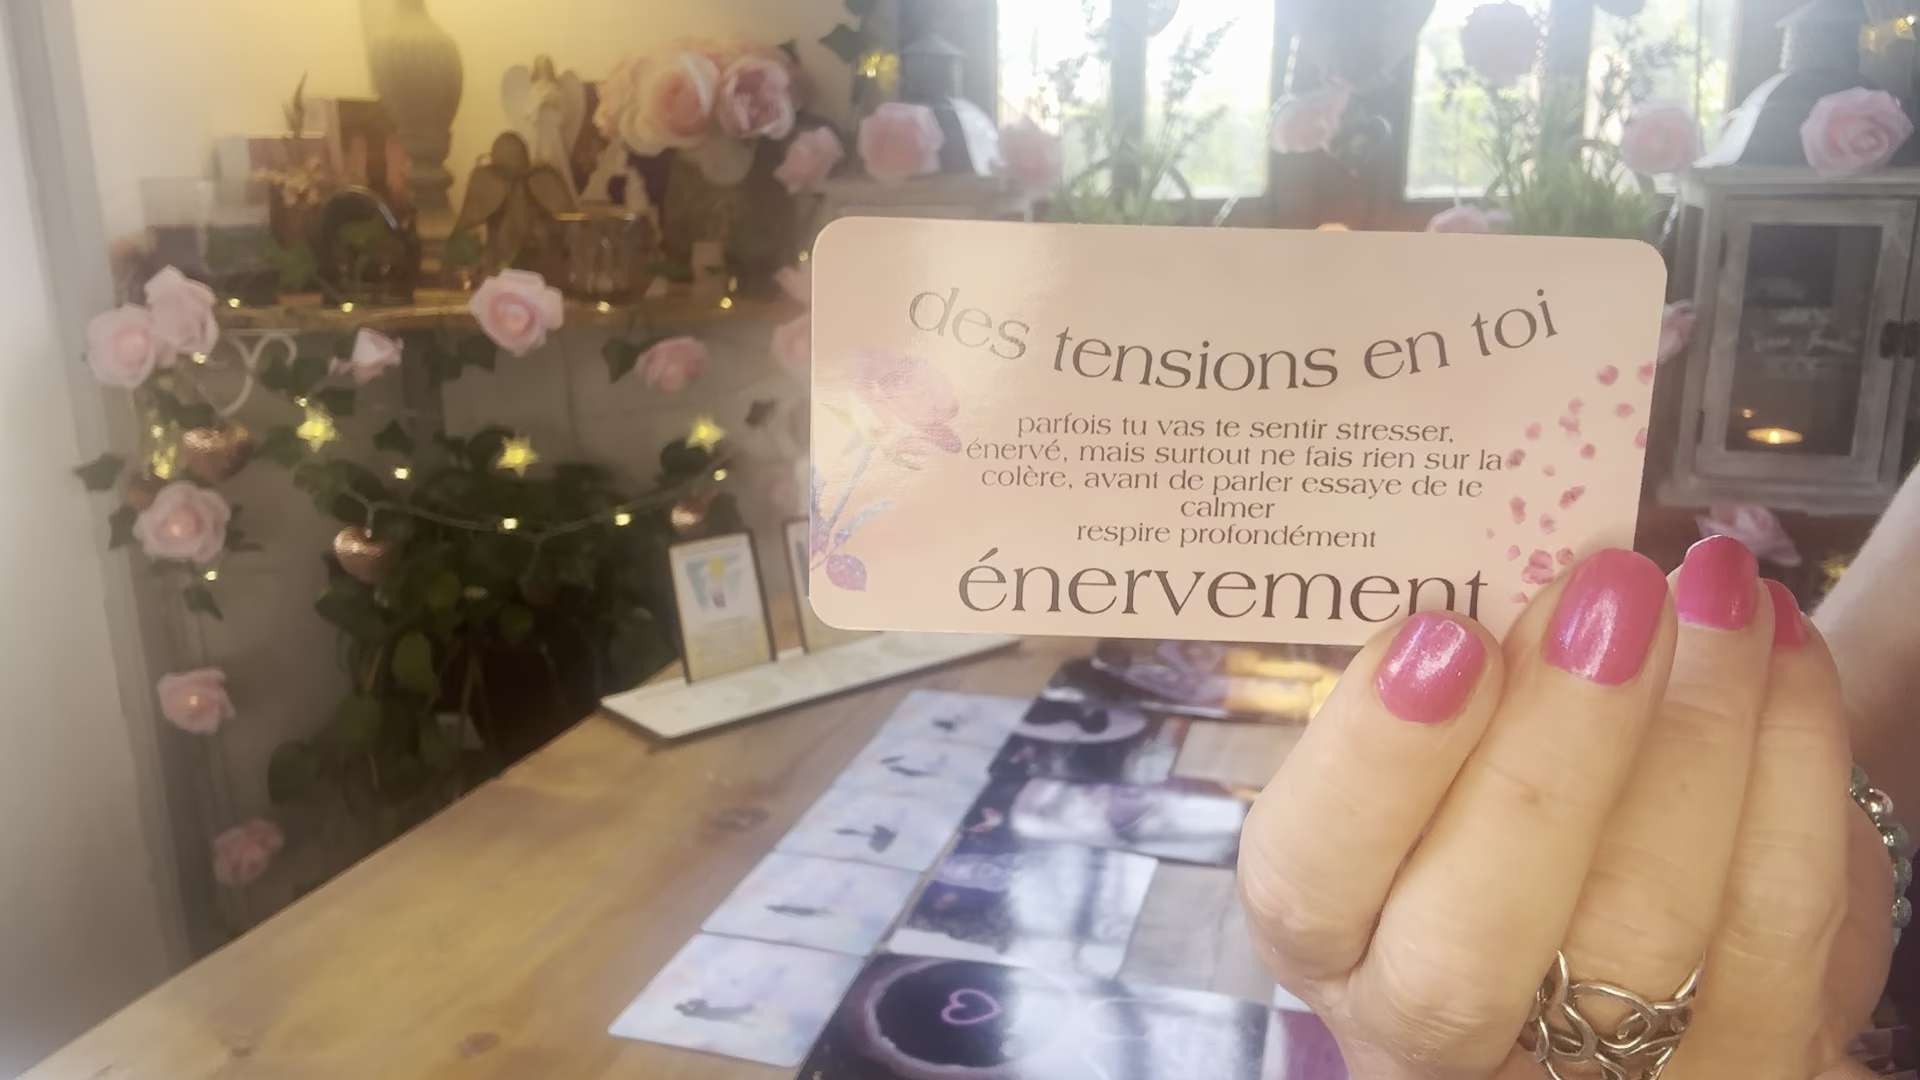 des tensions en toi
parfois tu vas te sentir stresser,
énervé, mais surtout ne fais rien sur la
colère, avant de parler essaye de te
calmer
respire profondément
énervement